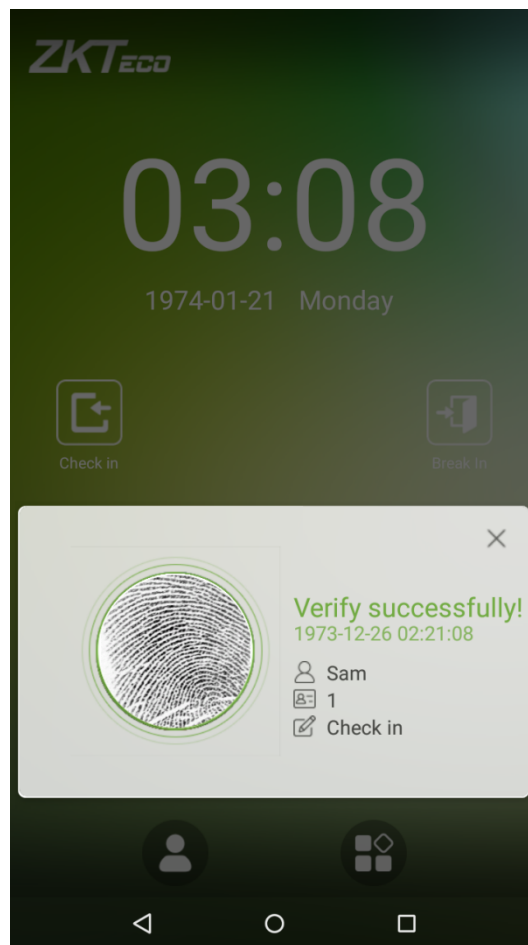 ZKTECO
03:08
1974-01-21 Monday
Check in
Break In
Verify successfully!
1973-12-26 02:21:08
Sam
1
Check in